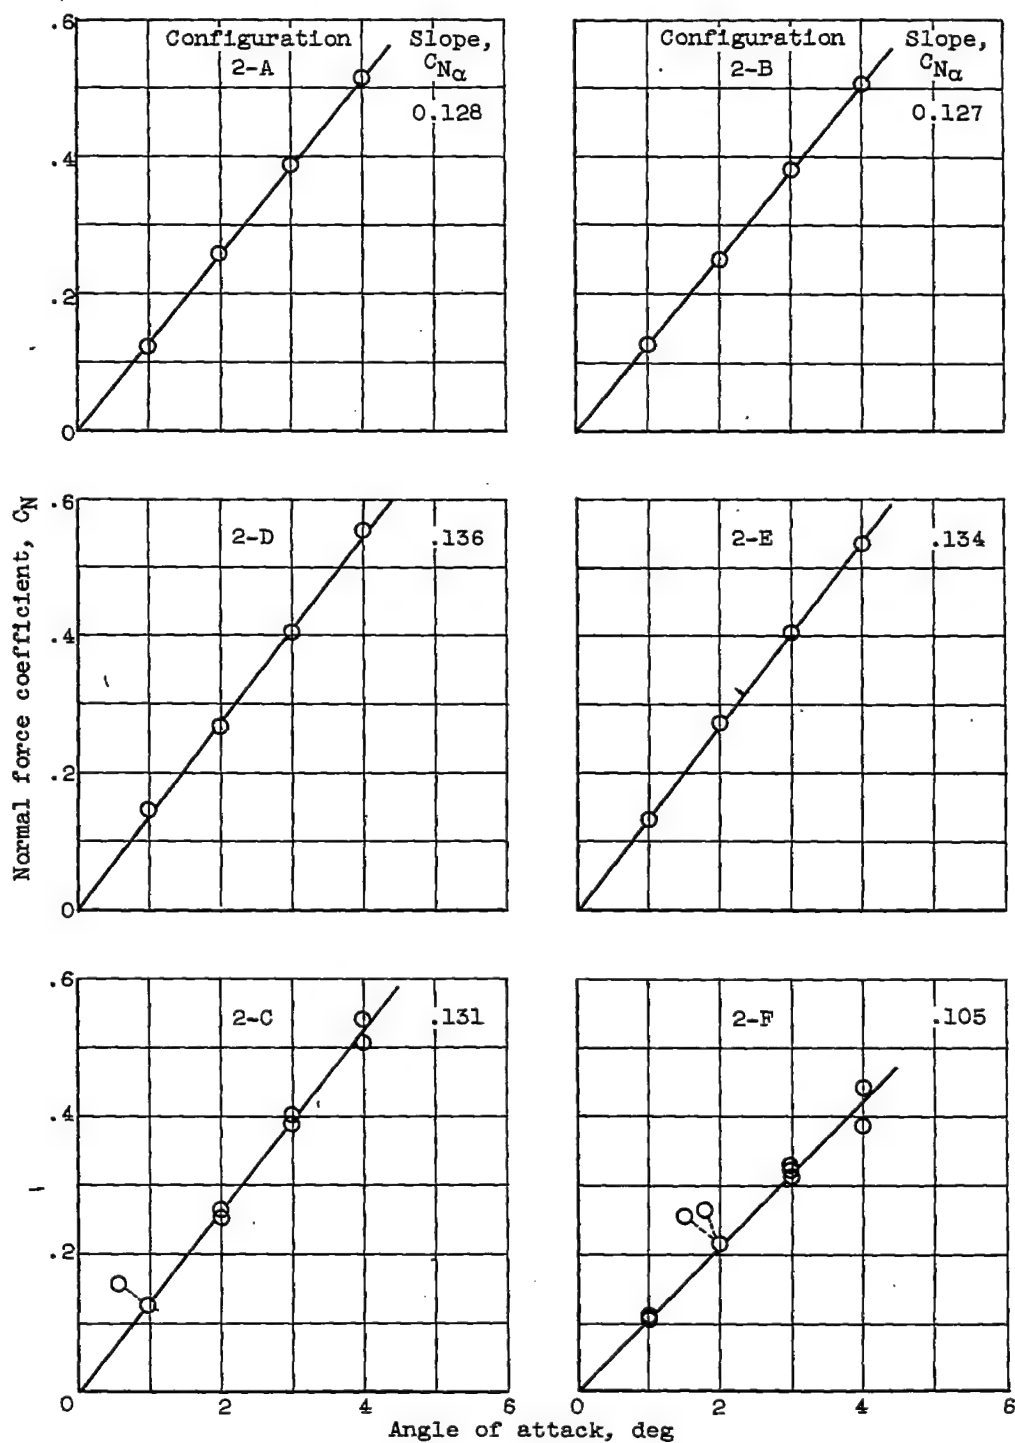 Configuration Slope,
2-A CNα
0.128
Configuration Slope,
2-B CNα
0.127
.6
.4
.2
0
2-D .136
2-E .134
.6
.4
.2
0
2-C .131
2-F .105
.6
.4
.2
0
0 2 4 6
0 2 4 6
Normal force coefficient, CN
Angle of attack, deg